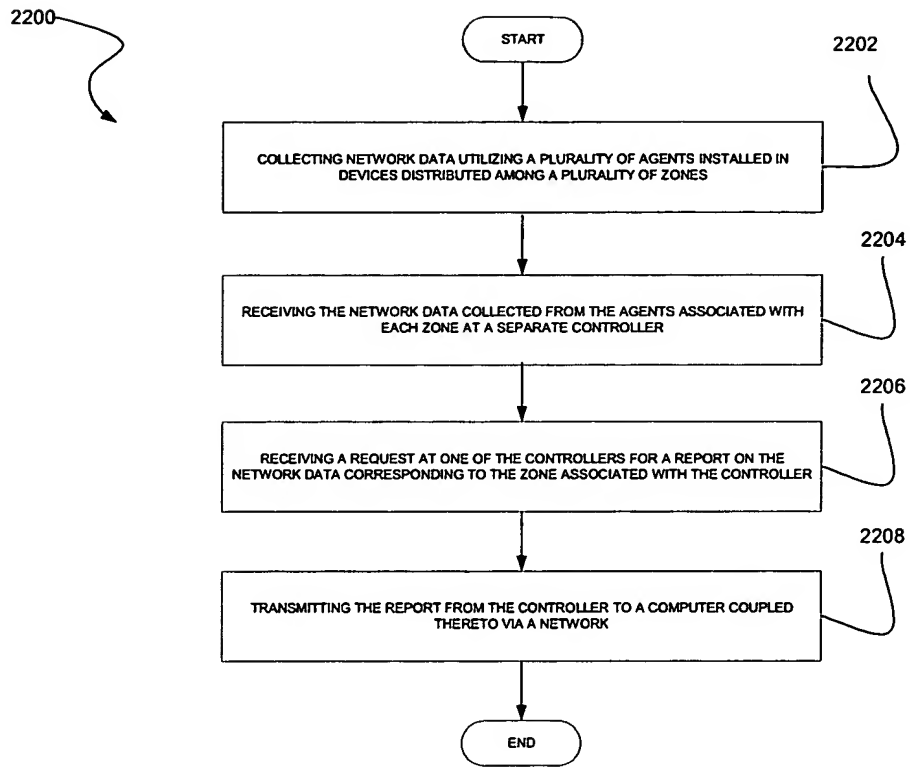 2200
START
2202
COLLECTING NETWORK DATA UTILIZING A PLURALITY OF AGENTS INSTALLED IN
DEVICES DISTRIBUTED AMONG A PLURALITY OF ZONES
2204
RECEIVING THE NETWORK DATA COLLECTED FROM THE AGENTS ASSOCIATED WITH
EACH ZONE AT A SEPARATE CONTROLLER
2206
RECEIVING A REQUEST AT ONE OF THE CONTROLLERS FOR A REPORT ON THE
NETWORK DATA CORRESPONDING TO THE ZONE ASSOCIATED WITH THE CONTROLLER
2208
TRANSMITTING THE REPORT FROM THE CONTROLLER TO A COMPUTER COUPLED
THERETO VIA A NETWORK
END